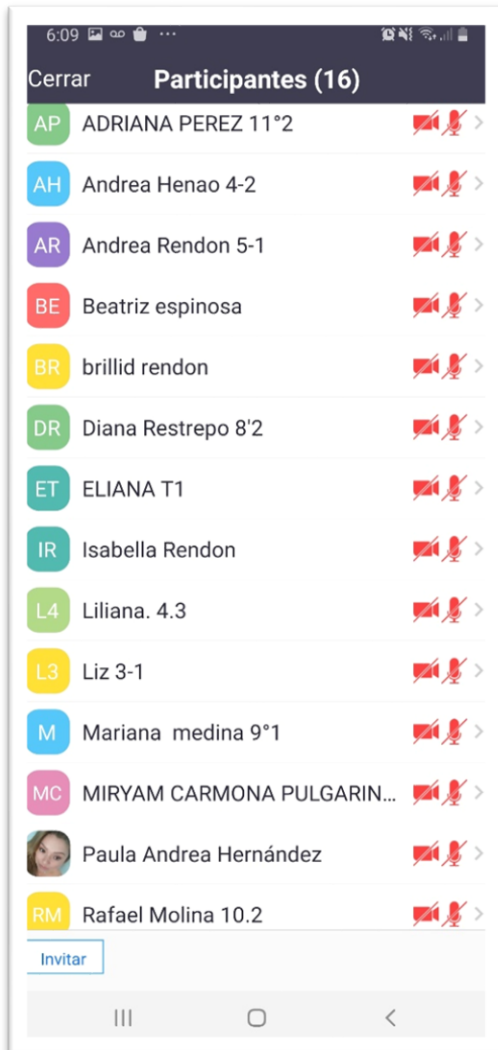 6:09
Cerrar Participantes (16)
AP ADRIANA PEREZ 11°2
AH Andrea Henao 4-2
AR Andrea Rendon 5-1
BE Beatriz espinosa
BR brillid rendon
DR Diana Restrepo 8'2
ET ELIANA T1
IR Isabella Rendon
L4 Liliana. 4.3
L3 Liz 3-1
M Mariana medina 9°1
MC MIRYAM CARMONA PULGARIN...
Paula Andrea Hernández
RM Rafael Molina 10.2
Invitar